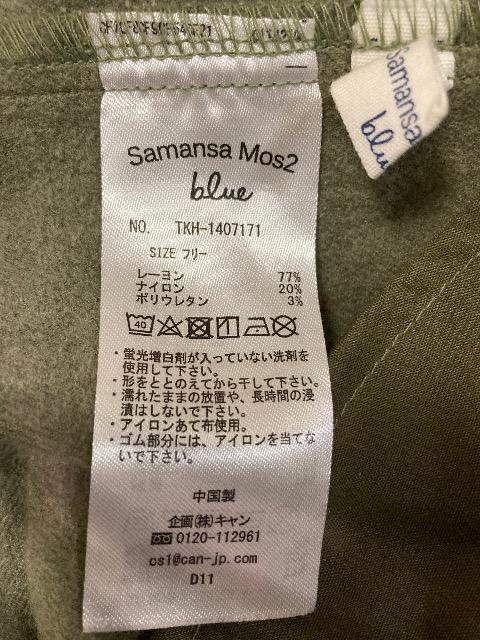 Samansa
blue
Samansa Mos2
blue
NO. TKH-1407171
SIZE フリー
レーヨン 77%
ナイロン 20%
ポリウレタン 3%
40
・蛍光増白剤が入っていない洗剤を
使用して下さい。
・形をととのえてから干して下さい。
・濡れたままの放置や、長時間の浸
漬はしないで下さい。
・アイロンあて布使用。
・ゴム部分には、アイロンを当てな
いで下さい。
中国製
企画(株)キャン
0120-112961
cs1@can-jp.com
D11